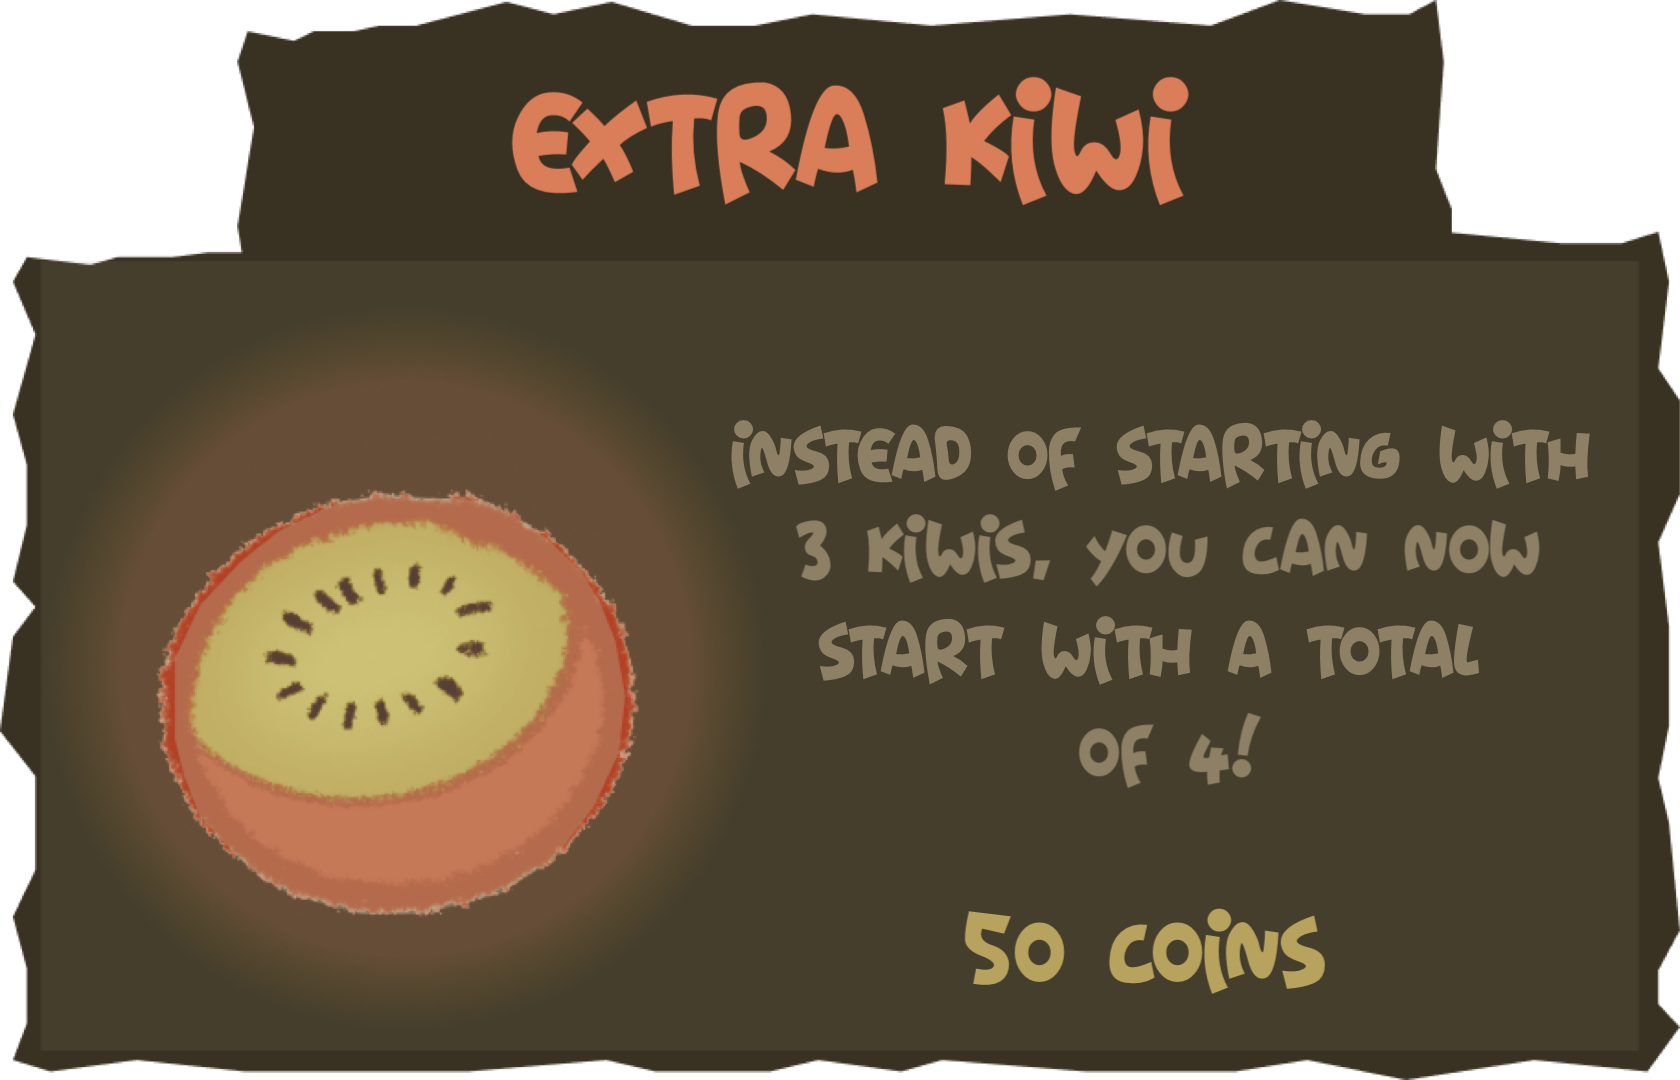 EXTRA KIWI
INSTEAD OF STARTING WITH
3 KIWIS, YOU CAN NOW
START WITH A TOTAL
OF 4!
50 COINS